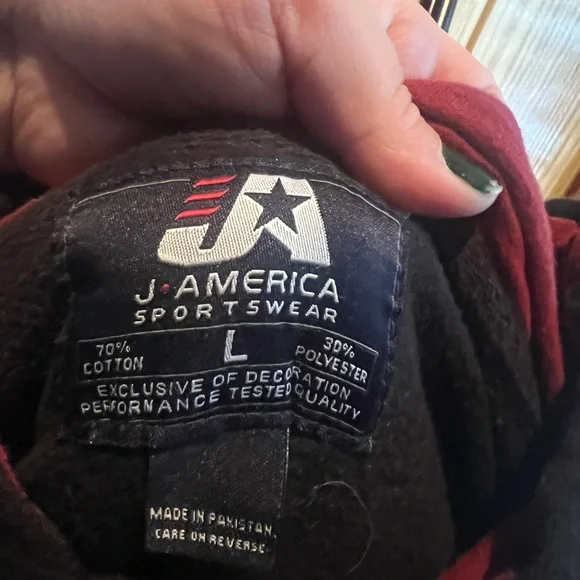 JA
J·AMERICA
SPORTSWEAR
70% COTTON L 30% POLYESTER
EXCLUSIVE OF DECORATION
PERFORMANCE TESTED QUALITY
MADE IN PAKISTAN
CARE ON REVERSE